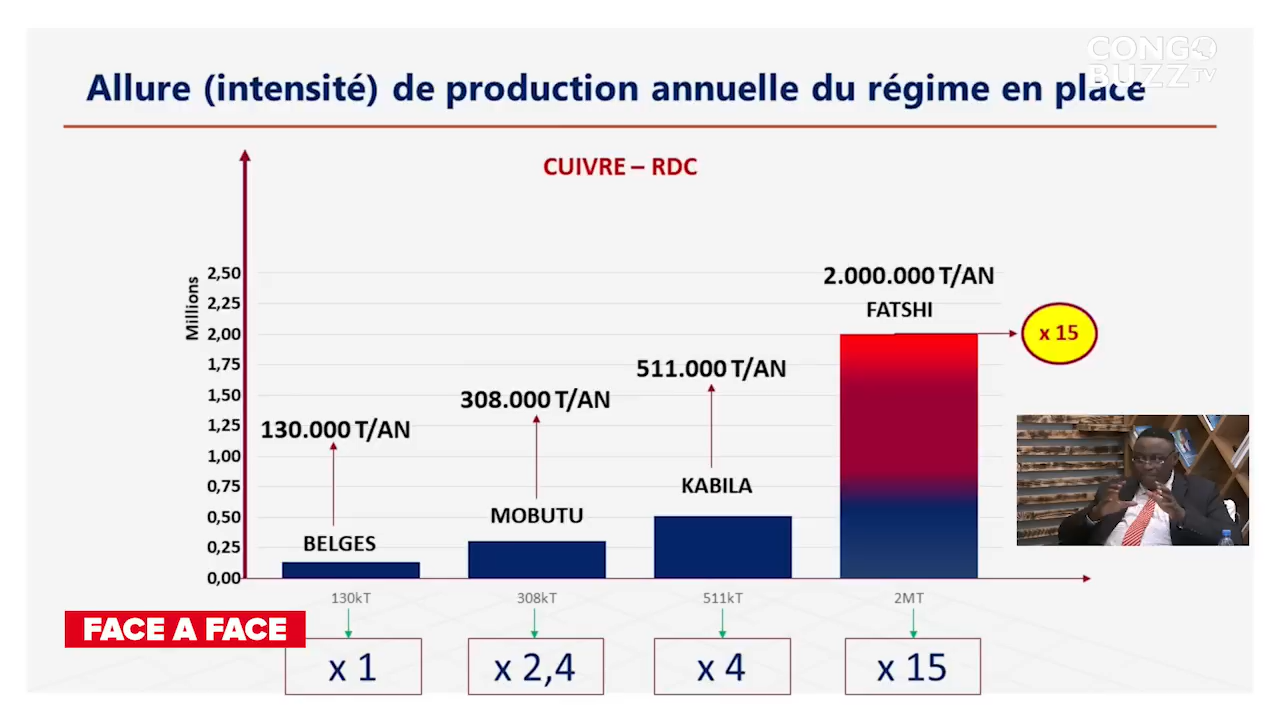 CONGO
BUZZ TV
Allure (intensité) de production annuelle du régime en place
CUIVRE – RDC
Millions
2,50
2,25
2,00
1,75
1,50
1,25
1,00
0,75
0,50
0,25
0,00
130.000 T/AN
BELGES
308.000 T/AN
MOBUTU
511.000 T/AN
KABILA
2.000.000 T/AN
FATSHI
x 15
130kT
308kT
511kT
2MT
FACE A FACE
x 1
x 2,4
x 4
x 15